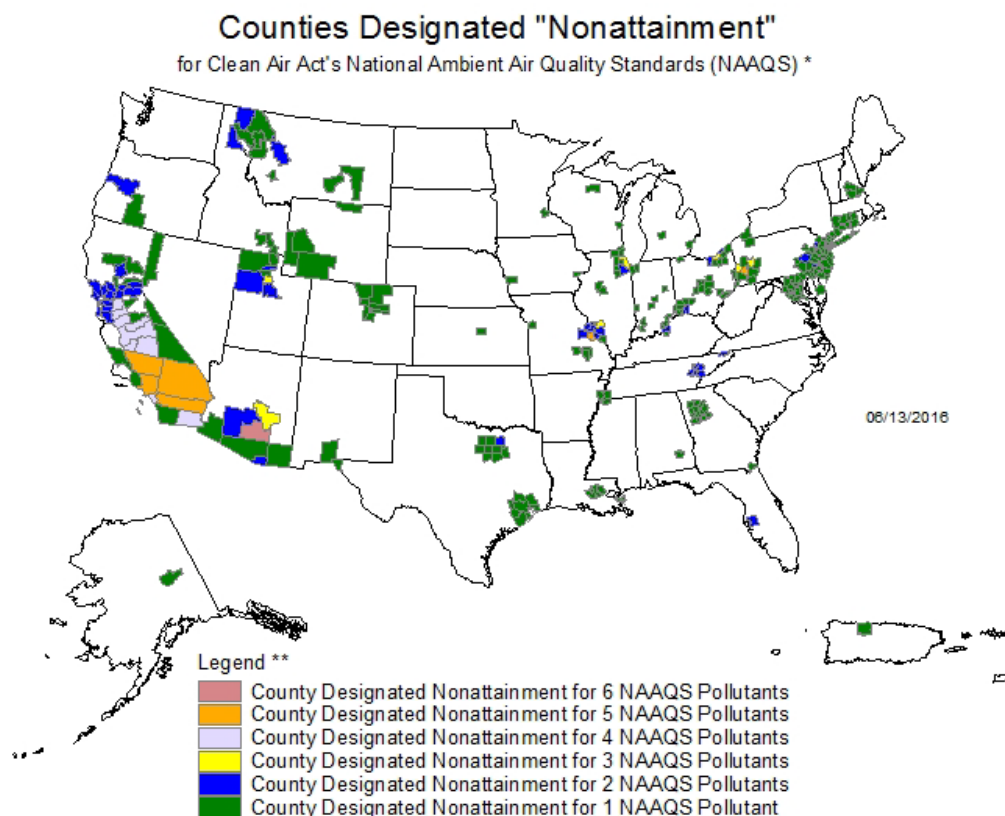 Counties Designated "Nonattainment"
for Clean Air Act's National Ambient Air Quality Standards (NAAQS) *
06/13/2016
Legend **
County Designated Nonattainment for 6 NAAQS Pollutants
County Designated Nonattainment for 5 NAAQS Pollutants
County Designated Nonattainment for 4 NAAQS Pollutants
County Designated Nonattainment for 3 NAAQS Pollutants
County Designated Nonattainment for 2 NAAQS Pollutants
County Designated Nonattainment for 1 NAAQS Pollutant